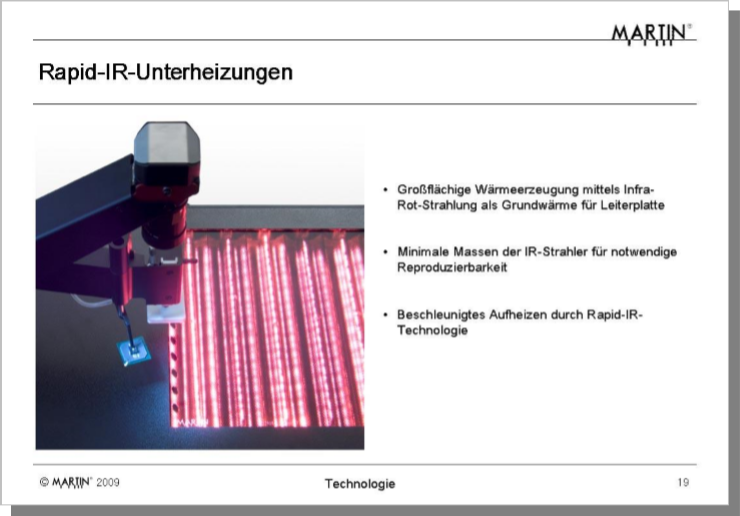 MARTIN®
Rapid-IR-Unterheizungen
• Großflächige Wärmeerzeugung mittels Infra-
Rot-Strahlung als Grundwärme für Leiterplatte
• Minimale Massen der IR-Strahler für notwendige
Reproduzierbarkeit
• Beschleunigtes Aufheizen durch Rapid-IR-
Technologie
MARTIN
© MARTIN® 2009
Technologie
19